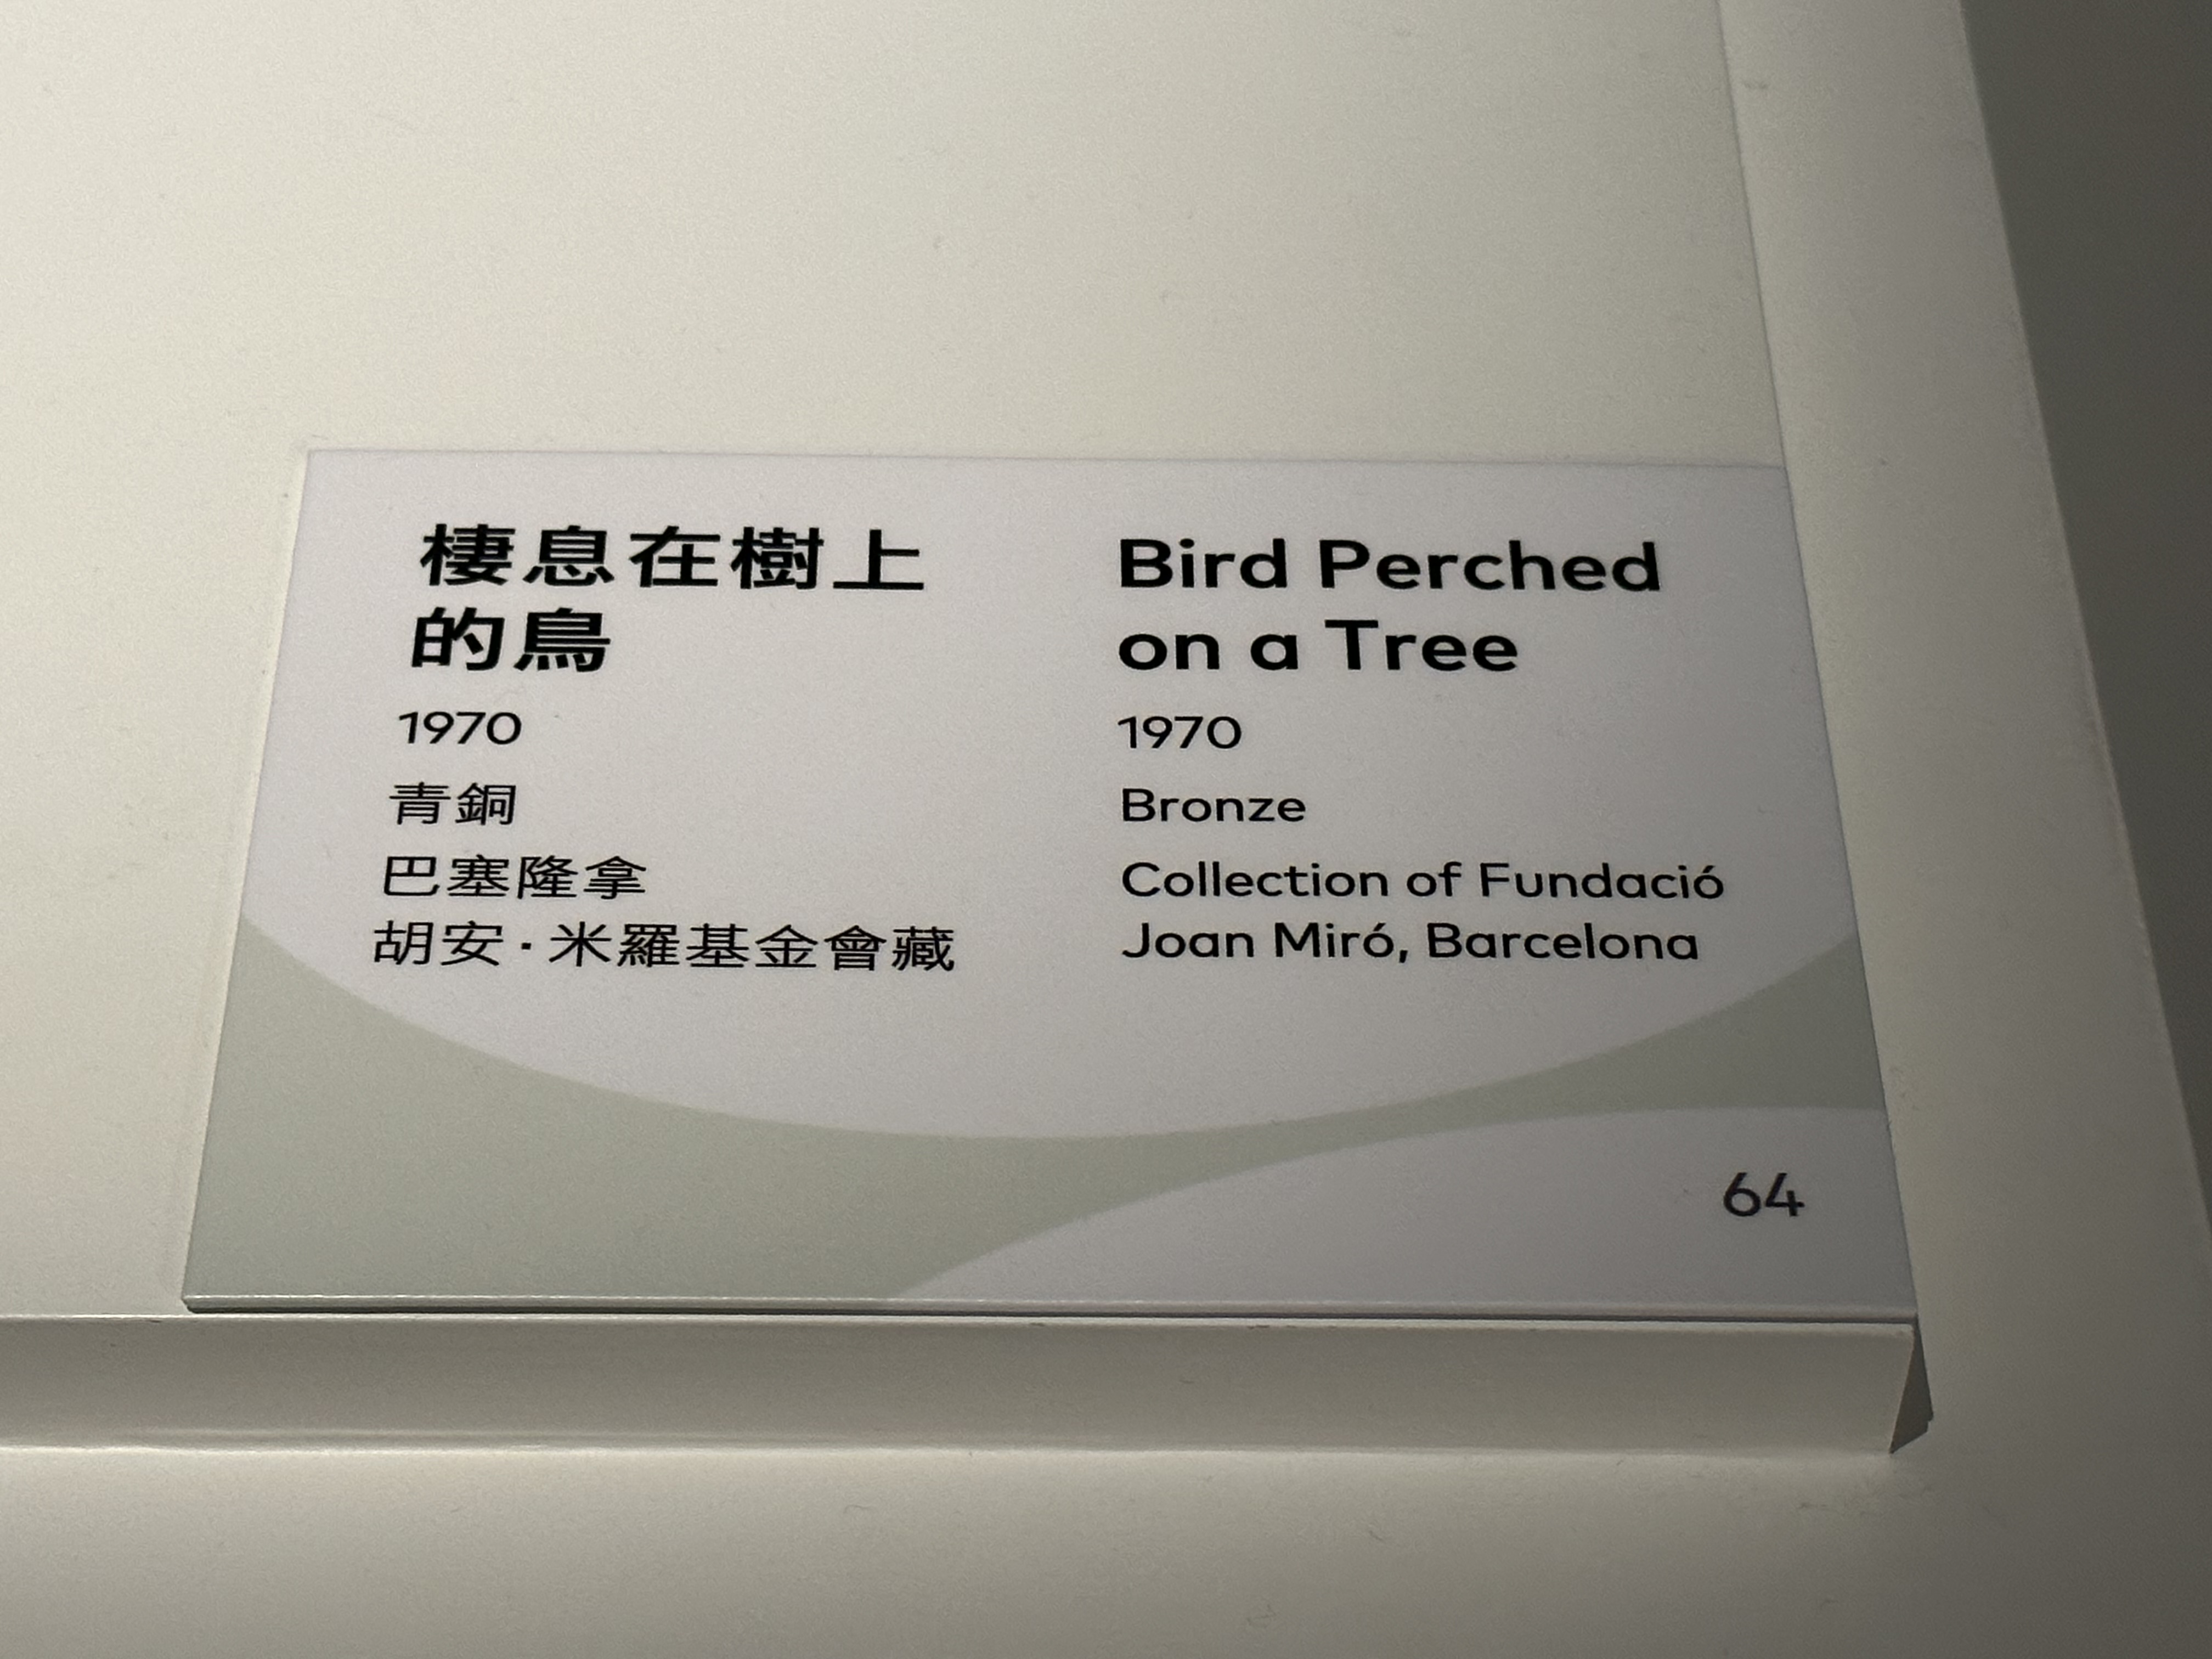 棲息在樹上
的鳥
1970
青銅
巴塞隆拿
胡安·米羅基金會藏
Bird Perched
on a Tree
1970
Bronze
Collection of Fundació
Joan Miró, Barcelona
64